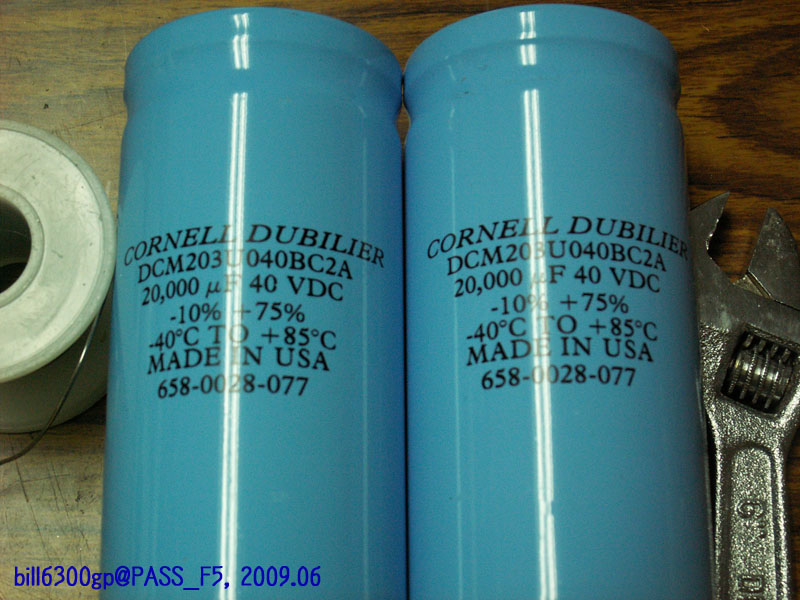 CORNELL DUBILIER
DCM203U040BC2A
20,000 µF 40 VDC
-10% +75%
-40°C TO +85°C
MADE IN USA
658-0028-077
CORNELL DUBILIER
DCM203U040BC2A
20,000 µF 40 VDC
-10% +75%
-40°C TO +85°C
MADE IN USA
658-0028-077
bill6300gp@PASS_F5, 2009.06